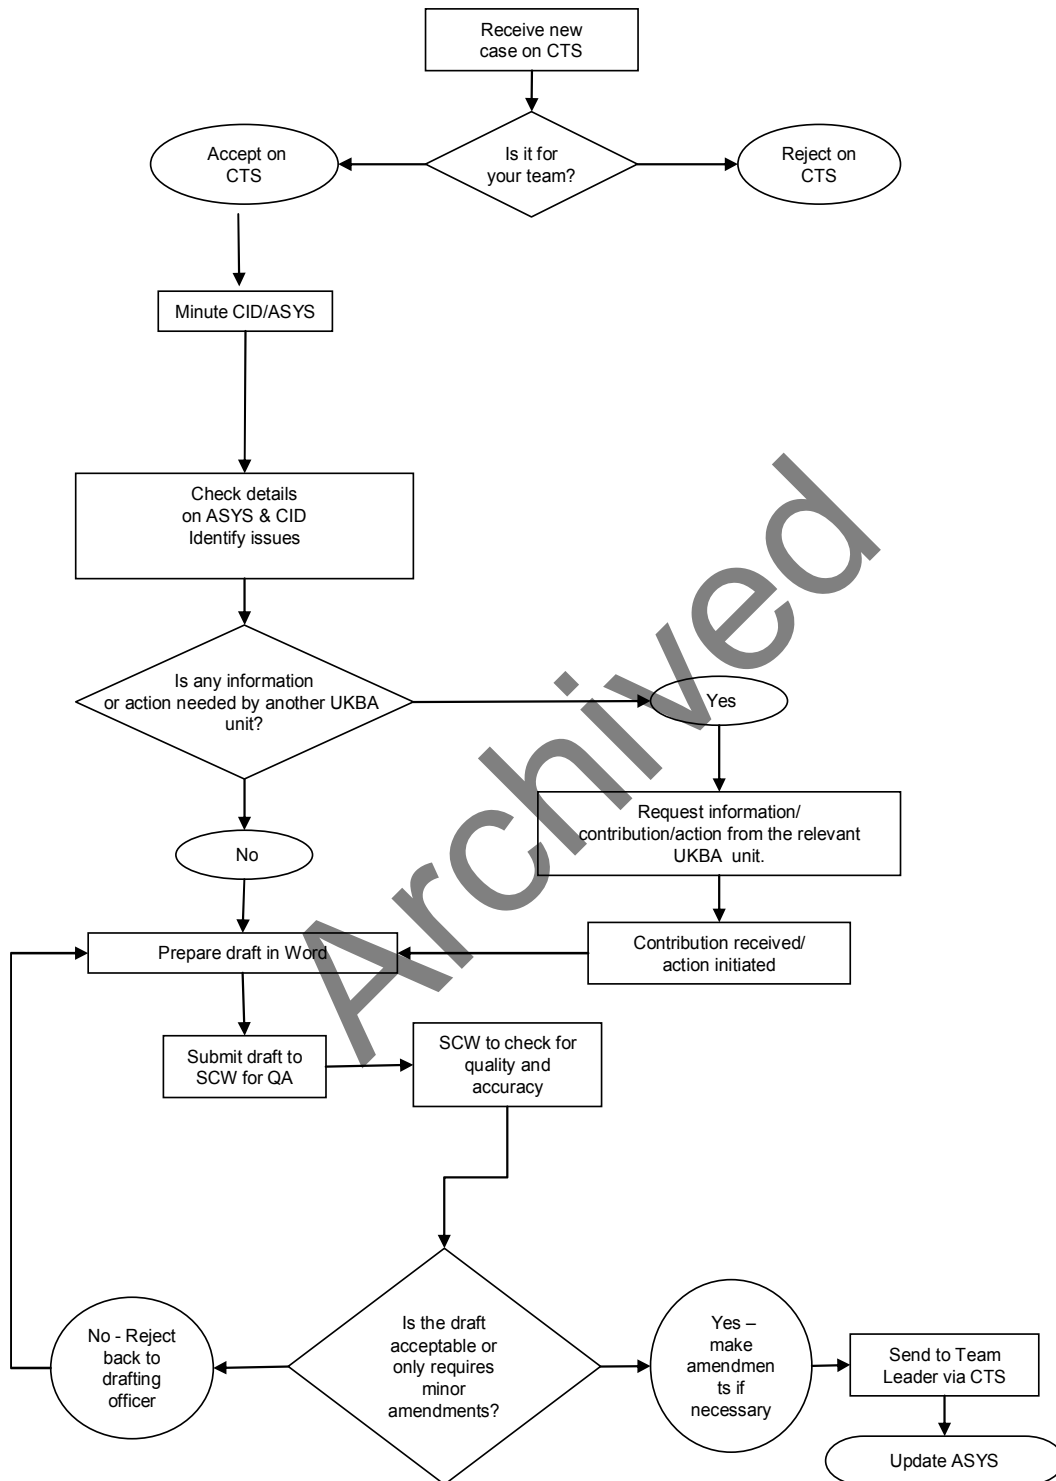 Receive new
case on CTS
Accept on
CTS
Is it for
your team?
Reject on
CTS
Minute CID/ASYS
Check details
on ASYS & CID
Identify issues
Is any information
or action needed by another UKBA
unit?
Yes
Request information/
contribution/action from the relevant
UKBA unit.
No
Prepare draft in Word
Contribution received/
action initiated
Submit draft to
SCW for QA
SCW to check for
quality and
accuracy
No - Reject
back to
drafting
officer
Is the draft
acceptable or
only requires
minor
amendments?
Yes –
make
amendmen
ts if
necessary
Send to Team
Leader via CTS
Update ASYS
Archived